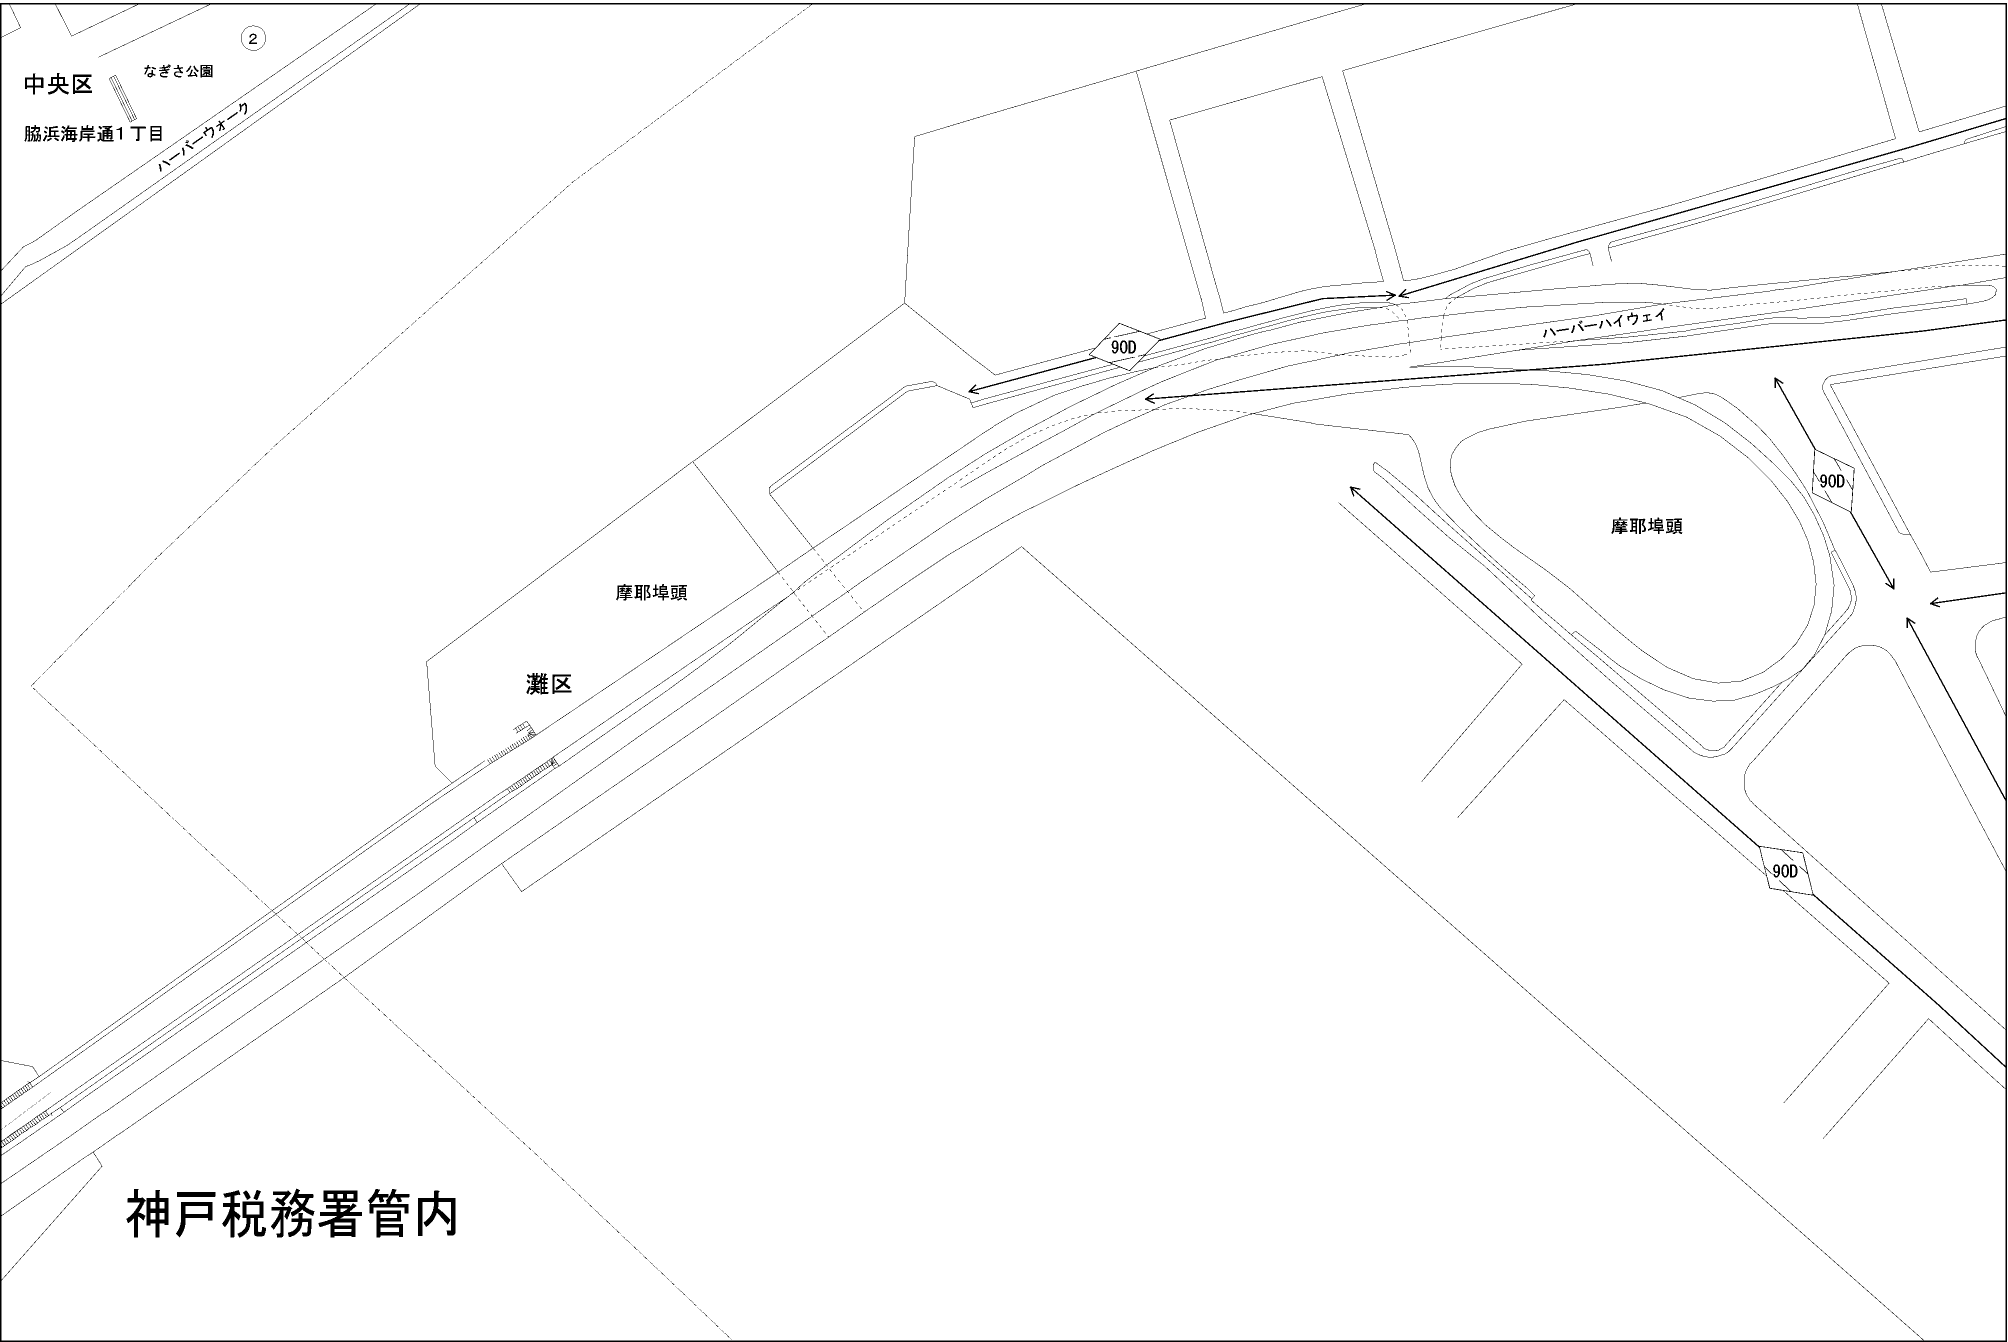 ②
なぎさ公園
中央区
脇浜海岸通1丁目
ハーバーウォーク
ハーバーハイウェイ
90D
90D
摩耶埠頭
摩耶埠頭
灘区
90D
神戸税務署管内